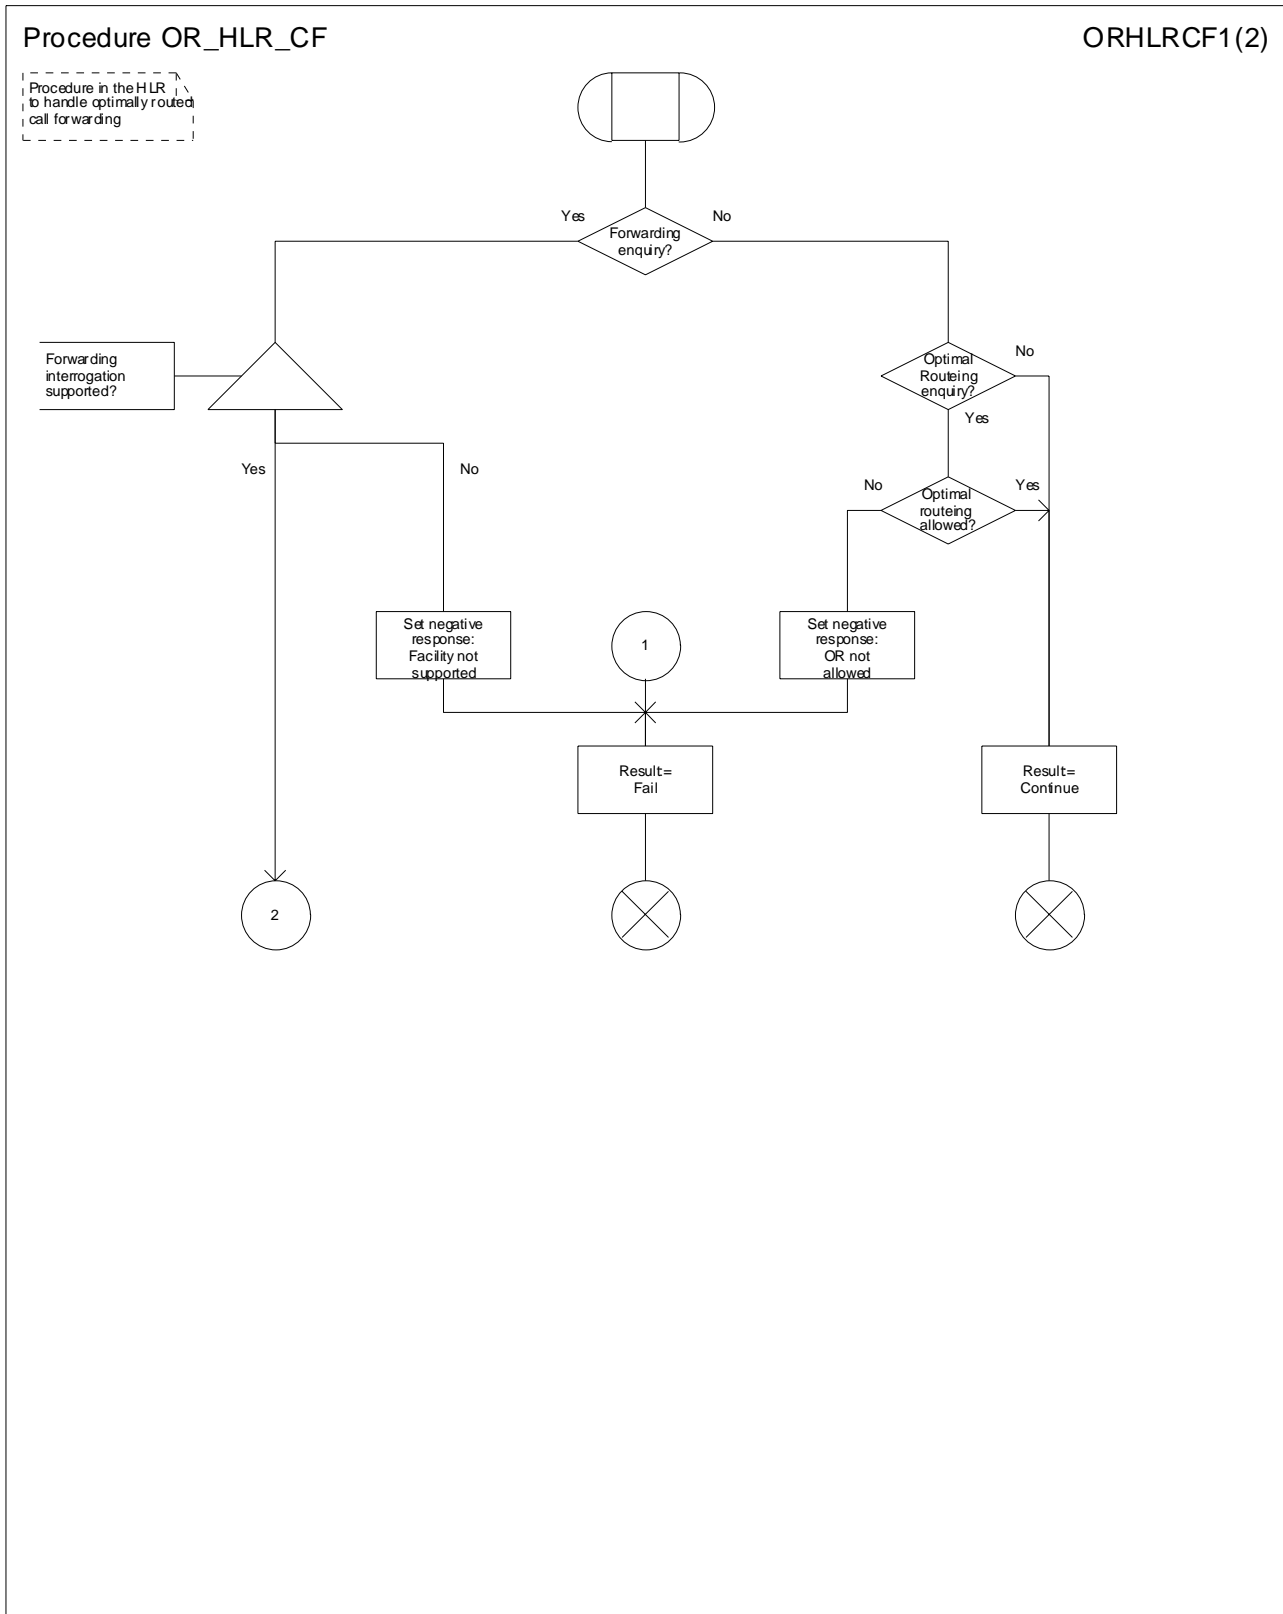 Procedure OR_HLR_CF
ORHLRCF1(2)
Procedure in the HLR
to handle optimally routed
call forwarding
Yes
No
Forwarding
enquiry?
Forwarding
interrogation
supported?
Optimal
Routeing
enquiry?
No
Yes
Yes
No
No
Optimal
routeing
allowed?
Yes
Set negative
response:
Facility not
supported
1
Set negative
response:
OR not
allowed
Result=
Fail
Result=
Continue
2